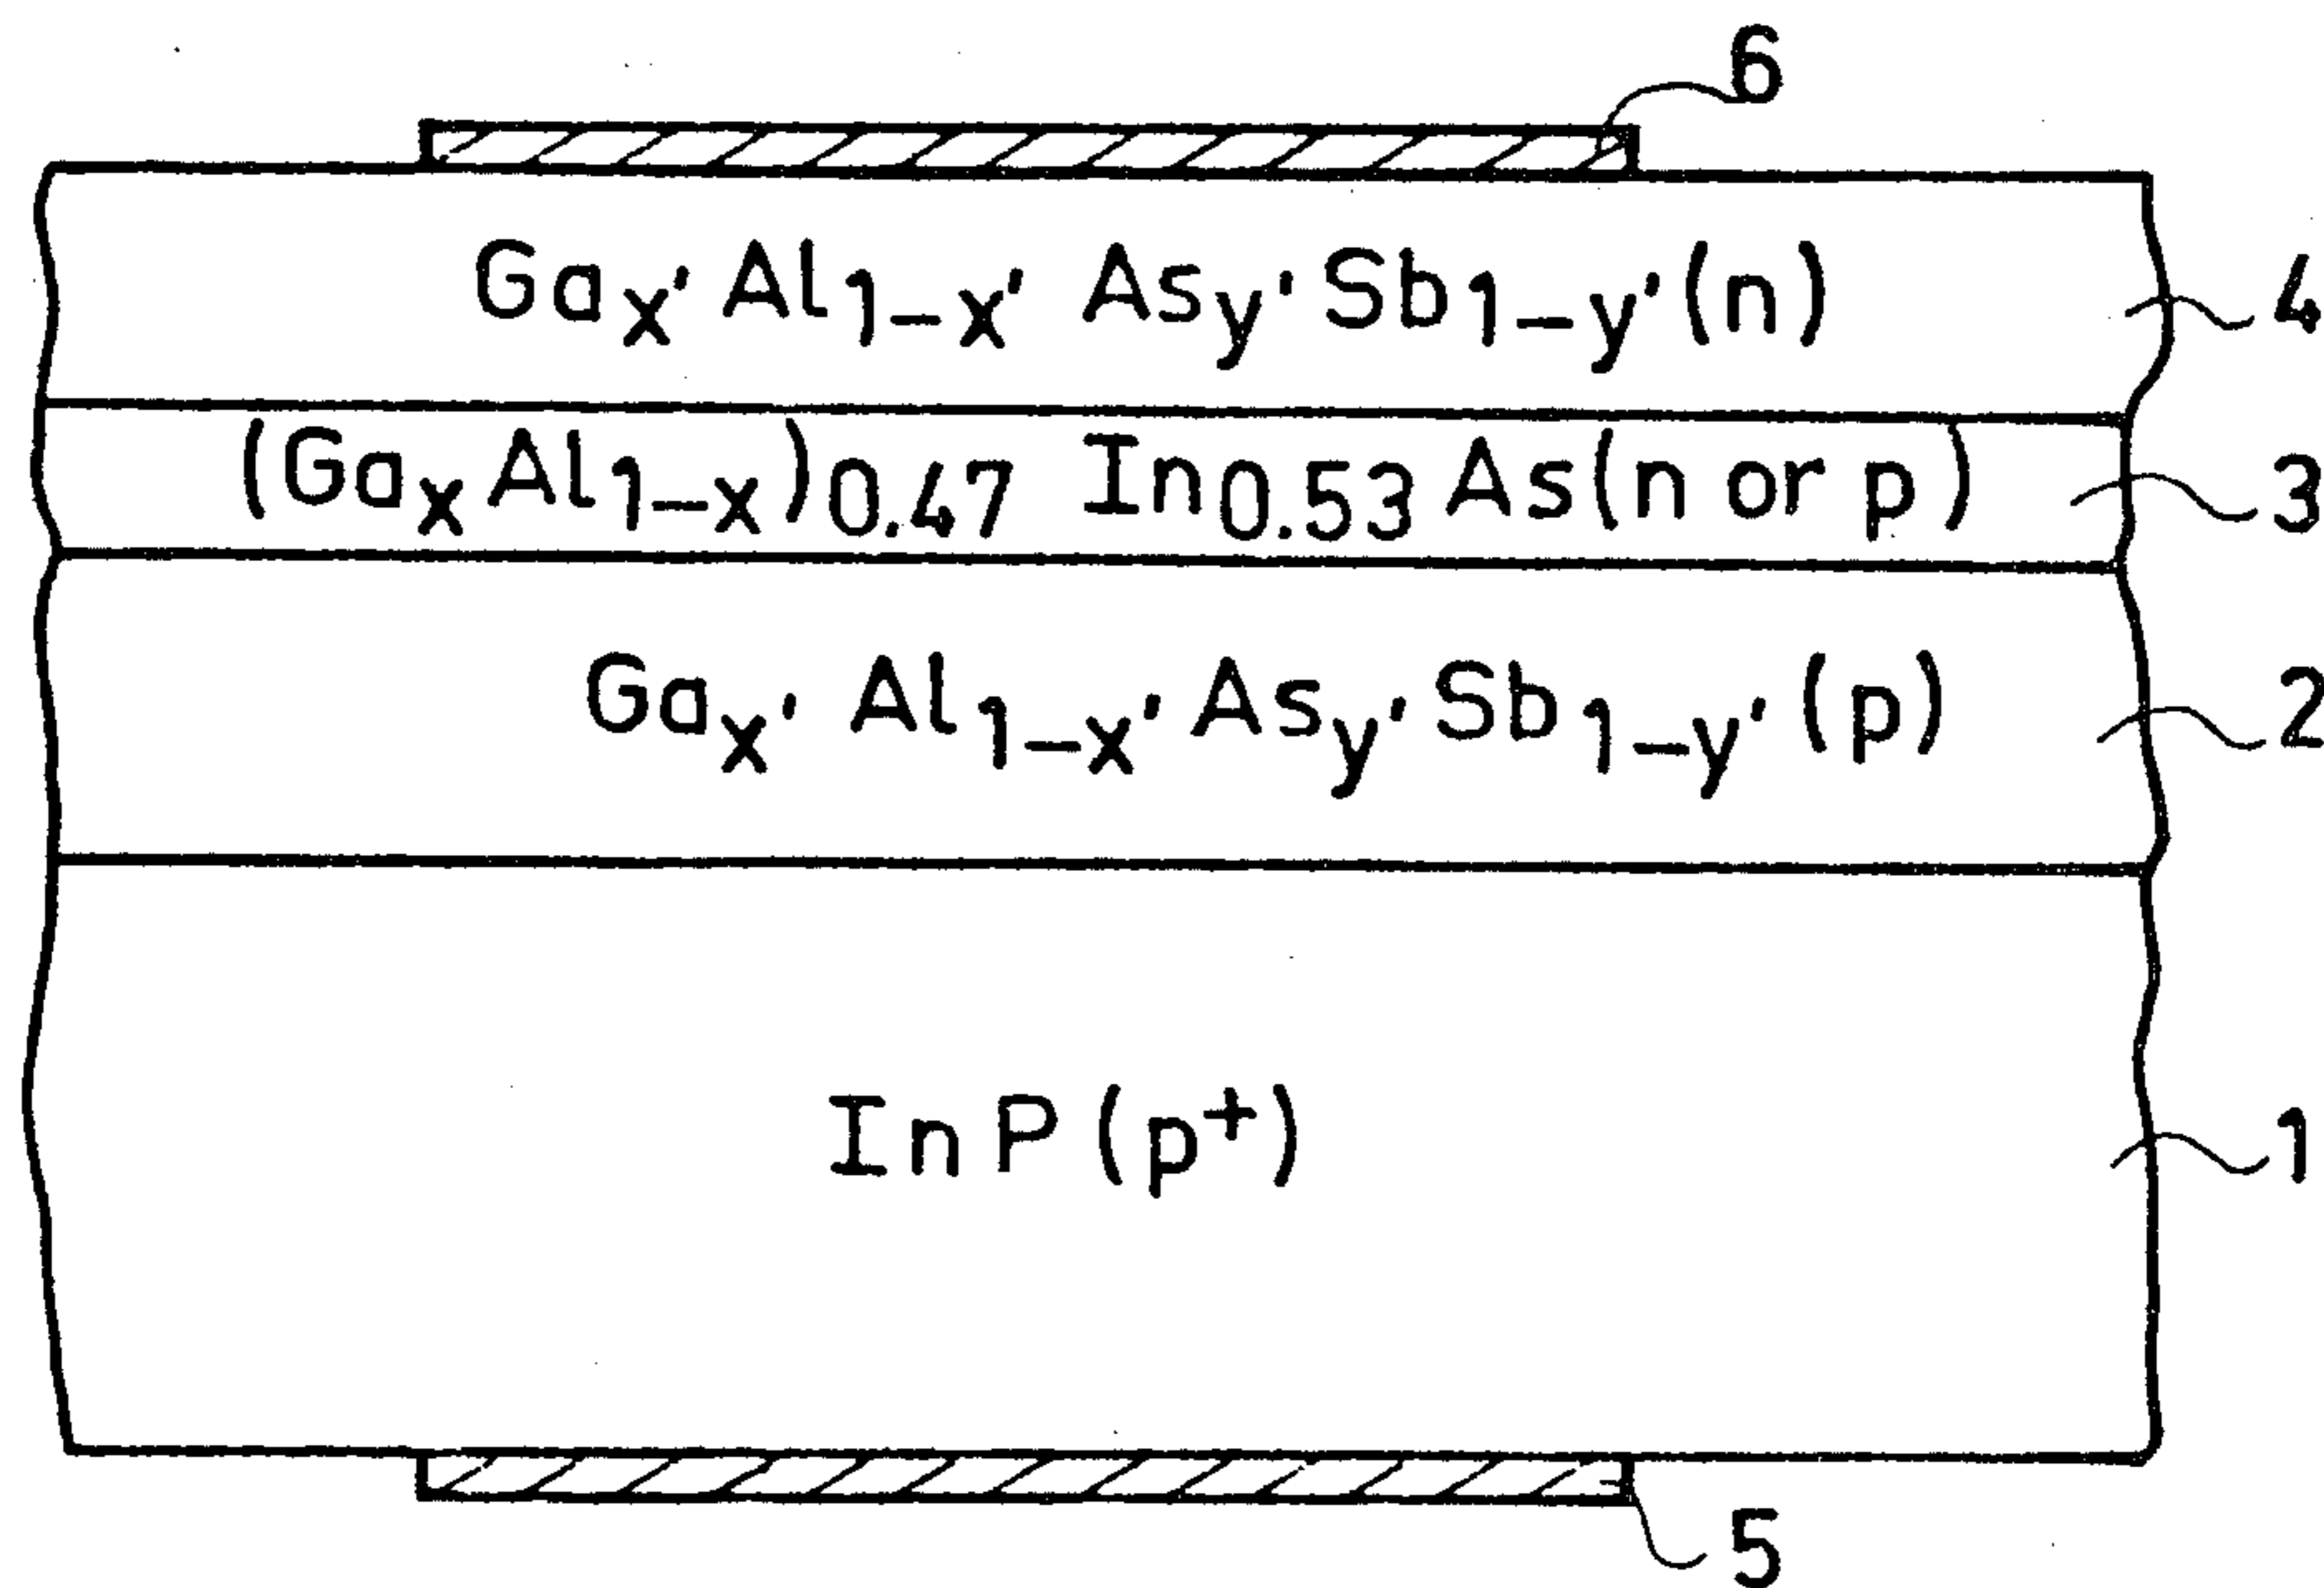 6
Gax'Al1-x'Asy'Sb1-y'(n)
4
(GaxAl1-x)0.47 In0.53As(n or p)
3
Gax'Al1-x'Asy'Sb1-y'(p)
2
InP(p+)
1
5